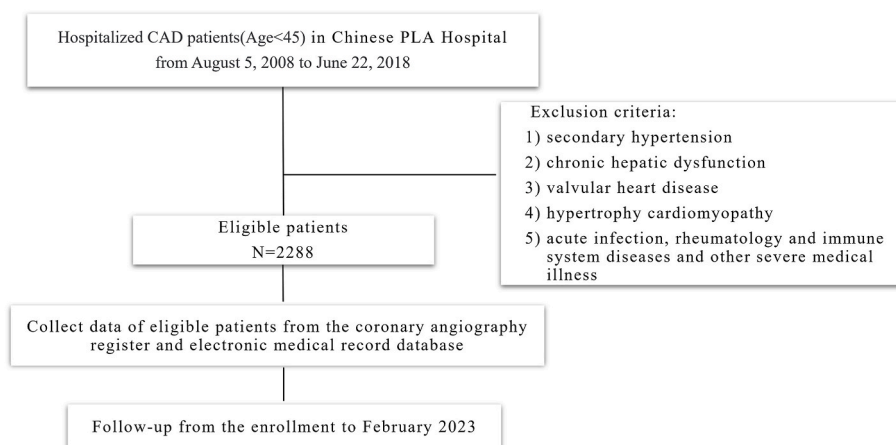 Hospitalized CAD patients(Age<45) in Chinese PLA Hospital
from August 5, 2008 to June 22, 2018
Exclusion criteria:
1) secondary hypertension
2) chronic hepatic dysfunction
3) valvular heart disease
4) hypertrophy cardiomyopathy
5) acute infection, rheumatology and immune
system diseases and other severe medical
illness
Eligible patients
N=2288
Collect data of eligible patients from the coronary angiography
register and electronic medical record database
Follow-up from the enrollment to February 2023